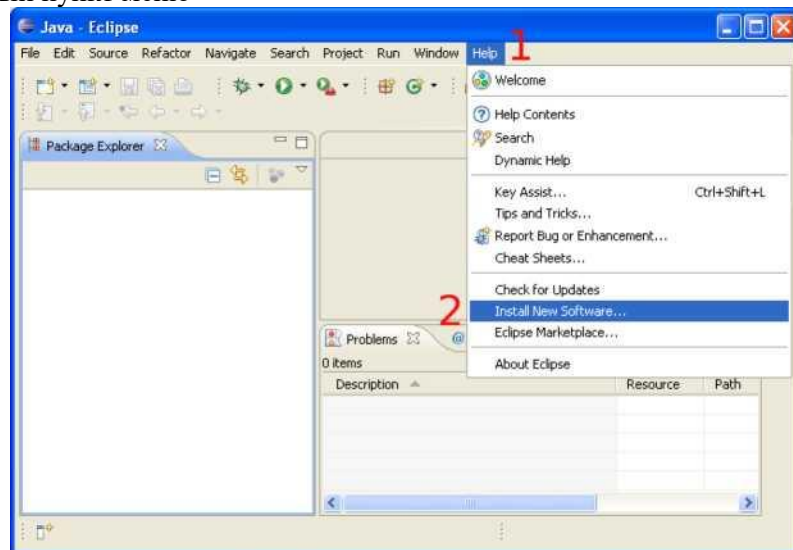 Java - Eclipse
File Edit Source Refactor Navigate Search Project Run Window Help 1
Welcome
Help Contents
Search
Dynamic Help
Key Assist... Ctrl+Shift+L
Tips and Tricks...
Report Bug or Enhancement...
Cheat Sheets...
Check for Updates
2 Install New Software...
Eclipse Marketplace...
About Eclipse
Package Explorer
Problems @
0 items
Description Resource Path